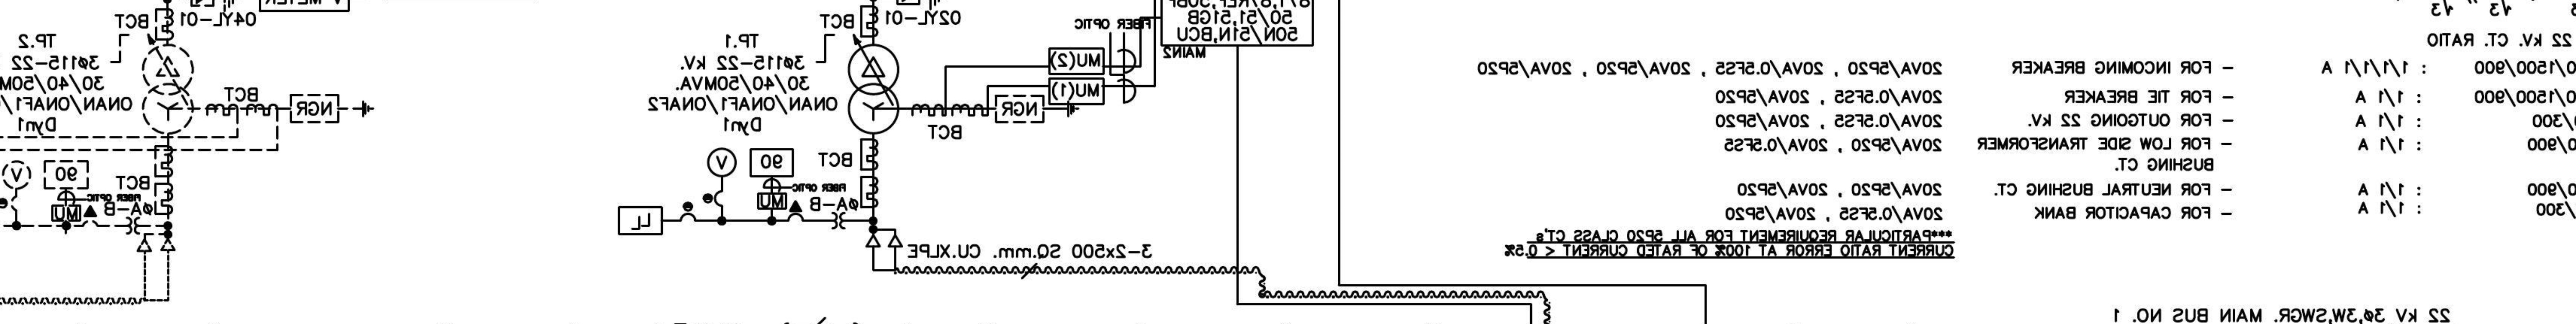 √3 " √3 √3
22 kV. CT. RATIO
0/1500/900 : 1/1/1/1 A – FOR INCOMING BREAKER 20VA/5P20 , 20VA/0.5FS5 , 20VA/5P20 , 20VA/5P20
0/1500/900 : 1/1 A – FOR TIE BREAKER 20VA/0.5FS5 , 20VA/5P20
0/300 : 1/1 A – FOR OUTGOING 22 kV. 20VA/0.5FS5 , 20VA/5P20
0/900 : 1/1 A – FOR LOW SIDE TRANSFORMER 20VA/5P20 , 20VA/0.5FS5
BUSHING CT.
0/900 : 1/1 A – FOR NEUTRAL BUSHING CT. 20VA/5P20 , 20VA/5P20
0/300 : 1/1 A – FOR CAPACITOR BANK 20VA/0.5FS5 , 20VA/5P20
***PARTICULAR REQUIREMENT FOR ALL 5P20 CLASS CT's
CURRENT RATIO ERROR AT 100% OF RATED CURRENT < 0.5%
22 kV 3ø,3W,SWGR. MAIN BUS NO. 1
50/51,51GB
50N/51N,BCU
MAIN2
FIBER OPTIC
MU(2)
MU(1)
NGR
BCT
02YL-01
BCT
TP.1
3ø115-22 kV.
30/40/50MVA.
ONAN/ONAF1/ONAF2
Dyn1
BCT
90
V
FIBER OPTIC
MU
øA-B
LL
3-2x500 SQ.mm. CU.XLPE
METER
04YL-01
BCT
TP.2
3ø115-22
30/40/50M
ONAN/ONAF1/
Dyn1
BCT
NGR
BCT
90
V
FIBER OPTIC
MU
øA-B